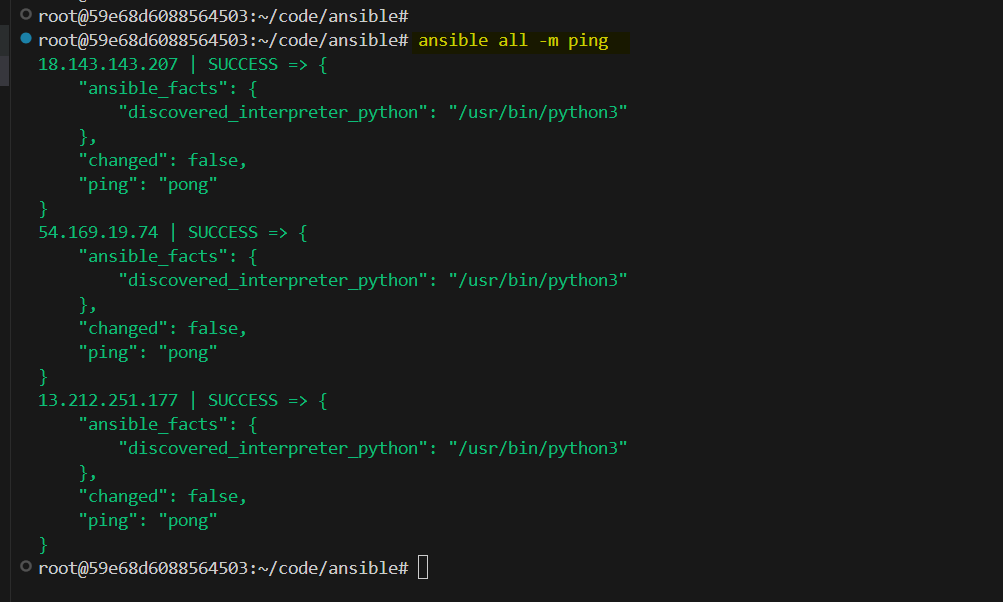 root@59e68d6088564503:~/code/ansible#
root@59e68d6088564503:~/code/ansible# ansible all -m ping
18.143.143.207 | SUCCESS => {
    "ansible_facts": {
        "discovered_interpreter_python": "/usr/bin/python3"
    },
    "changed": false,
    "ping": "pong"
}
54.169.19.74 | SUCCESS => {
    "ansible_facts": {
        "discovered_interpreter_python": "/usr/bin/python3"
    },
    "changed": false,
    "ping": "pong"
}
13.212.251.177 | SUCCESS => {
    "ansible_facts": {
        "discovered_interpreter_python": "/usr/bin/python3"
    },
    "changed": false,
    "ping": "pong"
}
root@59e68d6088564503:~/code/ansible#